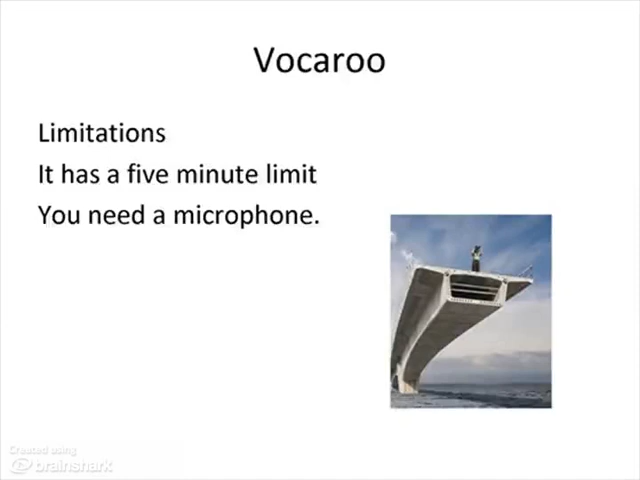 Vocaroo
Limitations
It has a five minute limit
You need a microphone.
Created using
brainshark